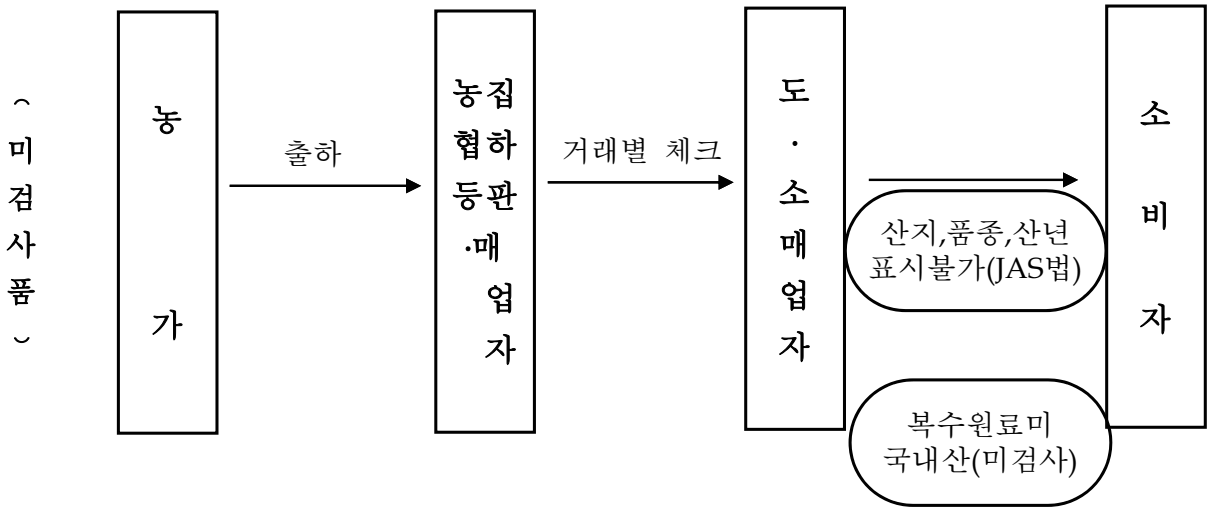 ︵미검사품︶
농가
출하
농협등·
집하판매업자
거래별 체크
도·소매업자
산지,품종,산년
표시불가(JAS법)
복수원료미
국내산(미검사)
소비자